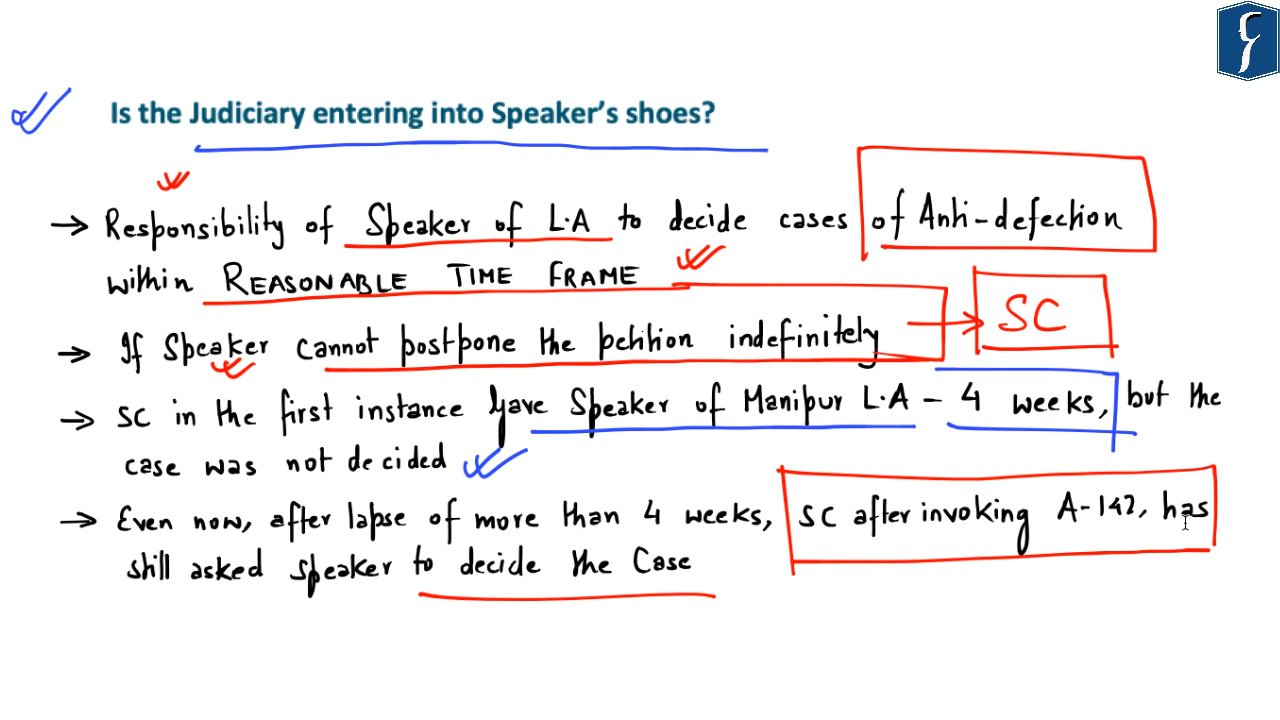 Is the Judiciary entering into Speaker's shoes?
→ Responsibility of Speaker of L.A to decide cases of Anti-defection
within REASONABLE TIME FRAME
→ SC
→ If Speaker cannot postpone the petition indefinitely
→ SC in the first instance gave Speaker of Manipur L.A - 4 weeks, but the
case was not decided
→ Even now, after lapse of more than 4 weeks, SC after invoking A-142, has
still asked speaker to decide the Case